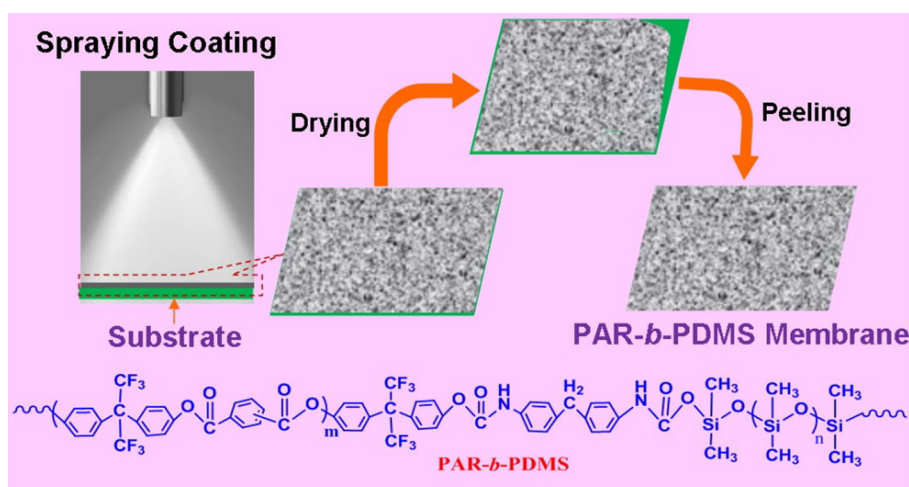 Spraying Coating
Drying
Peeling
Substrate
PAR-b-PDMS Membrane
CF₃
CF₃
O
O
C
O
C
O
m
CF₃
C
CF₃
O
O
C
H
N
H₂
C
H
N
O
C
O
CH₃
Si
CH₃
O
CH₃
Si
CH₃
O
n
CH₃
Si
CH₃
PAR-b-PDMS